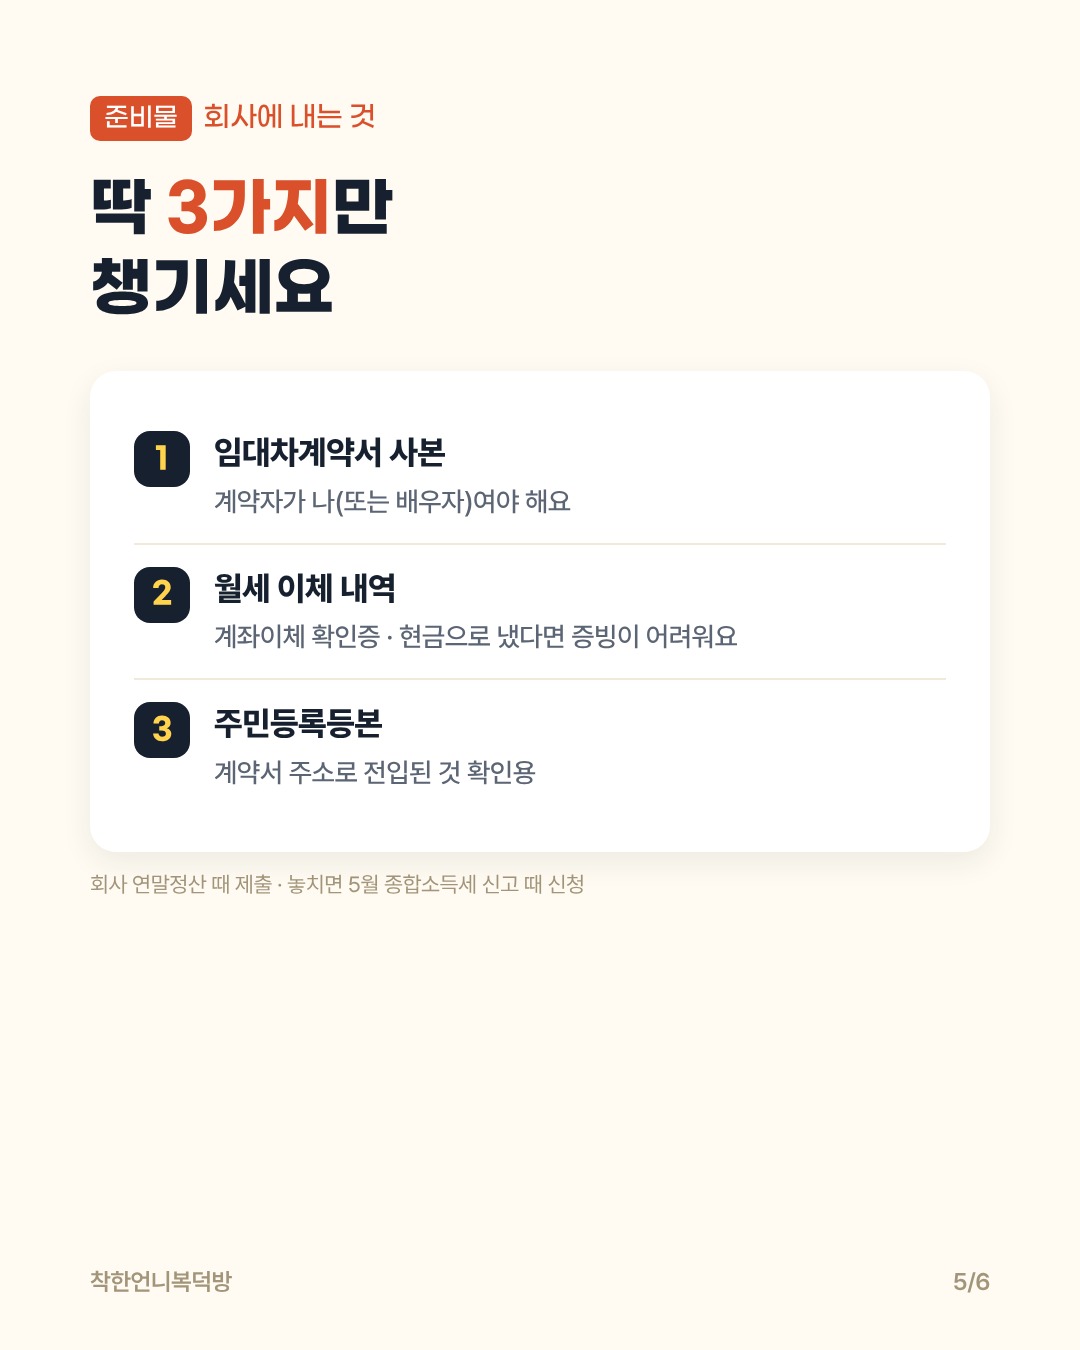 준비물 회사에 내는 것
딱 3가지만
챙기세요
1 임대차계약서 사본
계약자가 나(또는 배우자)여야 해요
2 월세 이체 내역
계좌이체 확인증 · 현금으로 냈다면 증빙이 어려워요
3 주민등록등본
계약서 주소로 전입된 것 확인용
회사 연말정산 때 제출 · 놓치면 5월 종합소득세 신고 때 신청
착한언니복덕방 5/6